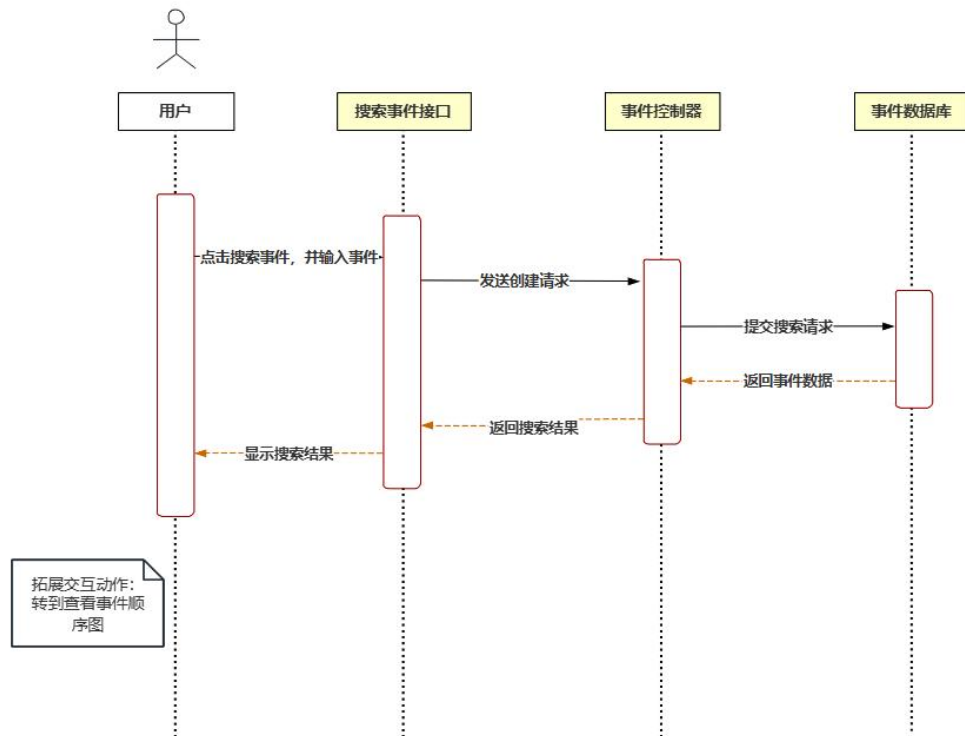 用户
搜索事件接口
事件控制器
事件数据库
点击搜索事件，并输入事件
发送创建请求
提交搜索请求
返回事件数据
返回搜索结果
显示搜索结果
拓展交互动作：
转到查看事件顺
序图